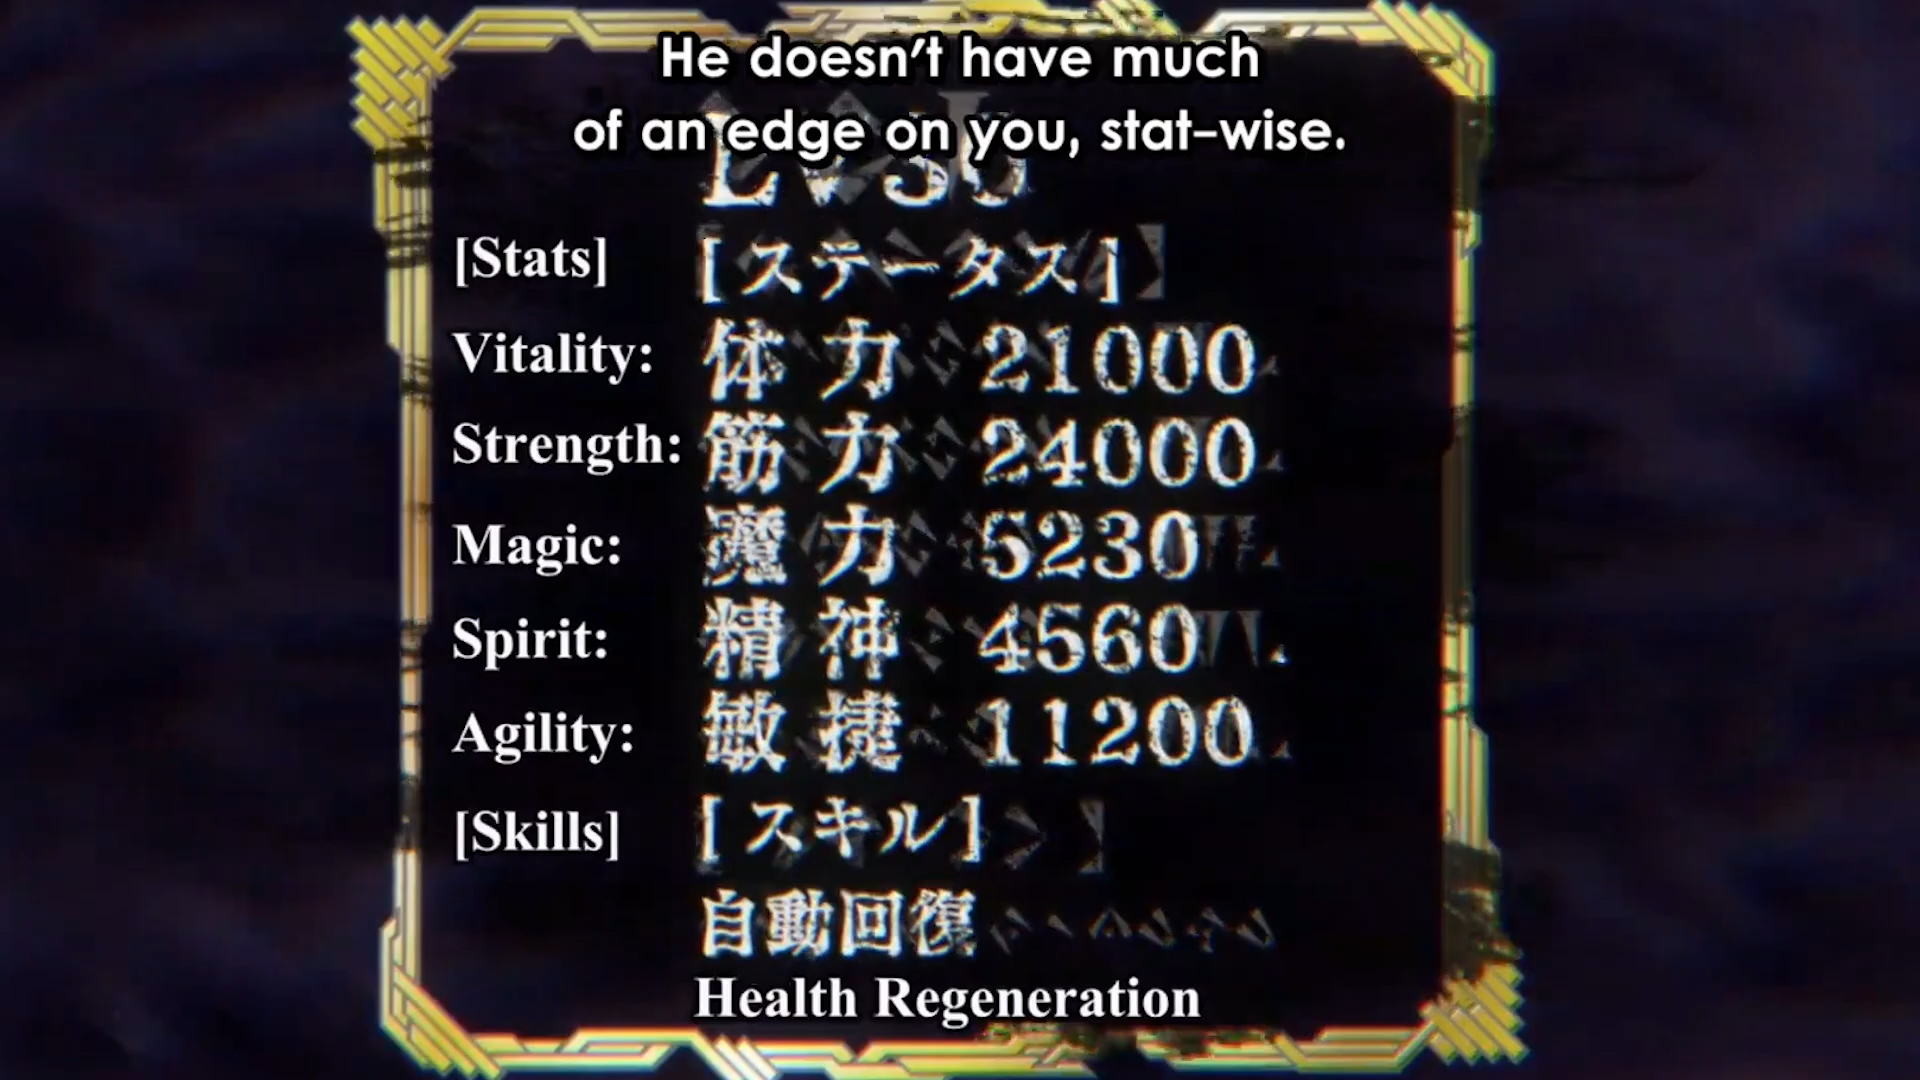 He doesn't have much
of an edge on you, stat-wise.
[Stats] [ステータス]
Vitality: 体力 21000
Strength: 筋力 24000
Magic: 魔力 5230
Spirit: 精神 4560
Agility: 敏捷 11200
[Skills] [スキル]
自動回復
Health Regeneration